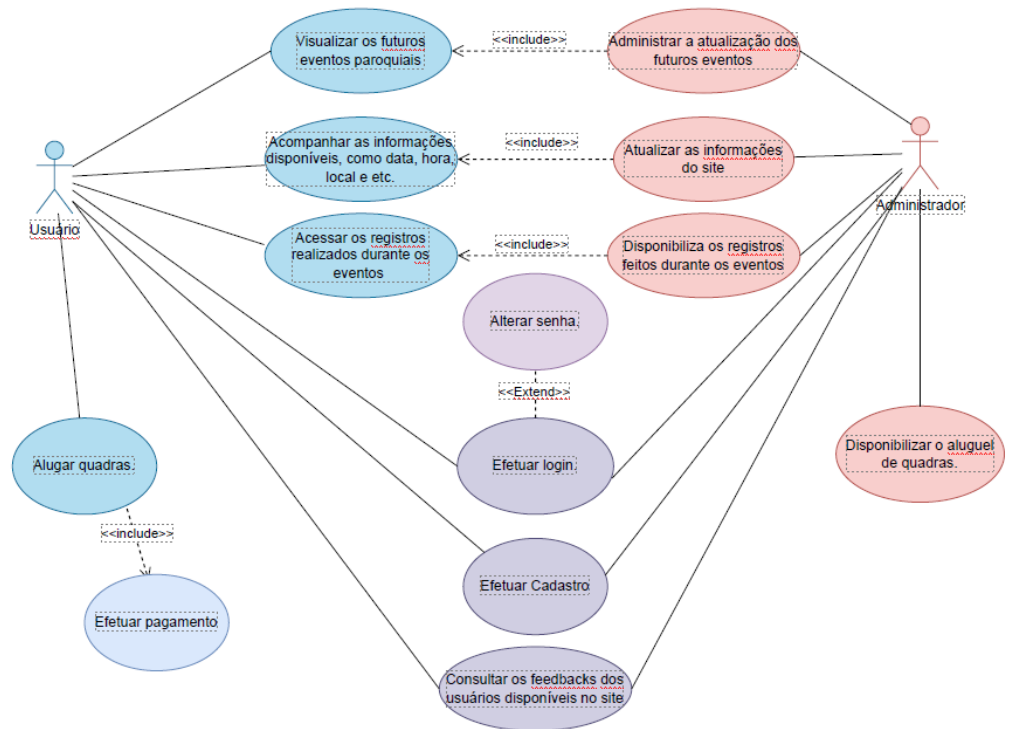 Visualizar os futuros
eventos paroquiais
<<include>>
Administrar a atualização dos
futuros eventos
Acompanhar as informações
disponíveis, como data, hora,
local e etc.
<<include>>
Atualizar as informações
do site
Usuário
Administrador
Acessar os registros
realizados durante os
eventos
<<include>>
Disponibiliza os registros
feitos durante os eventos
Alterar senha.
<<Extend>>
Alugar quadras.
Efetuar login.
Disponibilizar o aluguel
de quadras.
<<include>>
Efetuar pagamento
Efetuar Cadastro
Consultar os feedbacks dos
usuários disponíveis no site